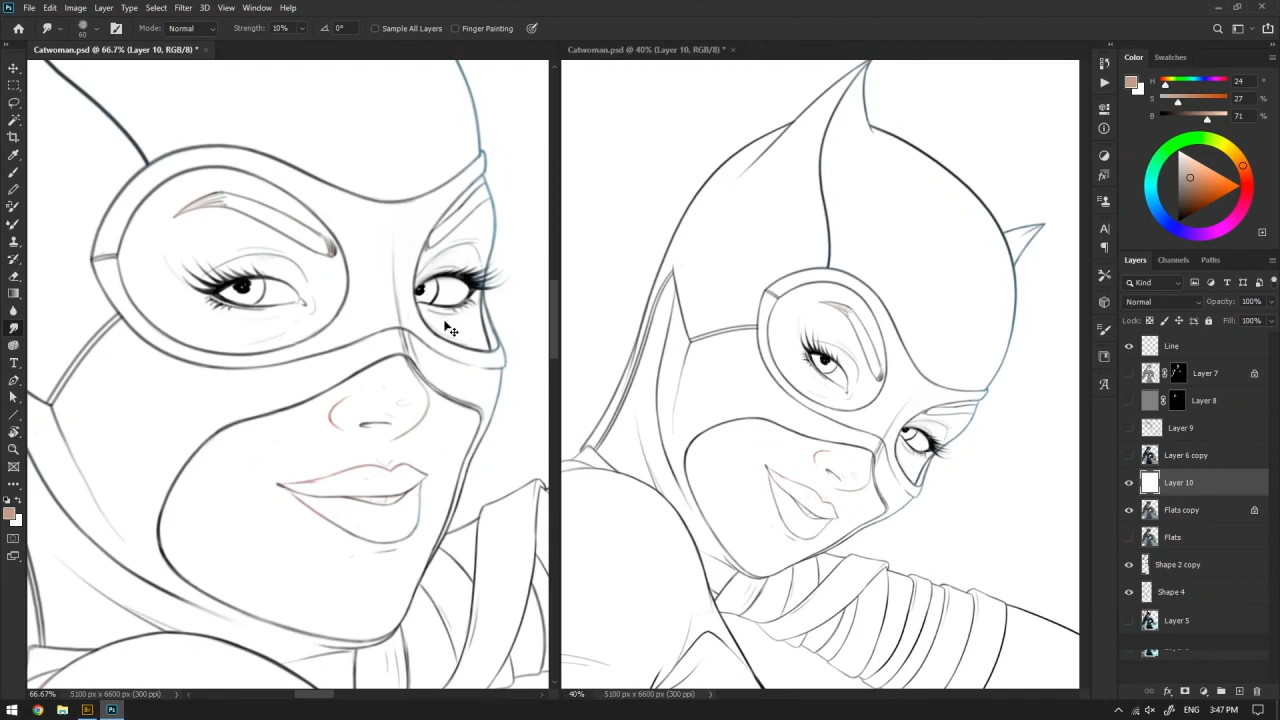 File Edit Image Layer Type Select Filter 3D View Window Help
60 Mode: Normal Strength: 10% 0° Sample All Layers Finger Painting
Catwoman.psd @ 66.7% (Layer 10, RGB/8) * × Catwoman.psd @ 40% (Layer 10, RGB/8) * ×
Color Swatches
H 24 °
S 27 %
B 71 %
Layers Channels Paths
Kind
Normal Opacity: 100%
Lock: Fill: 100%
Line
Layer 7
Layer 8
Layer 9
Layer 6 copy
Layer 10
Flats copy
Flats
Shape 2 copy
Shape 4
Layer 5
66.67% 5100 px x 6600 px (300 ppi) 40% 5100 px x 6600 px (300 ppi)
ENG 3:47 PM